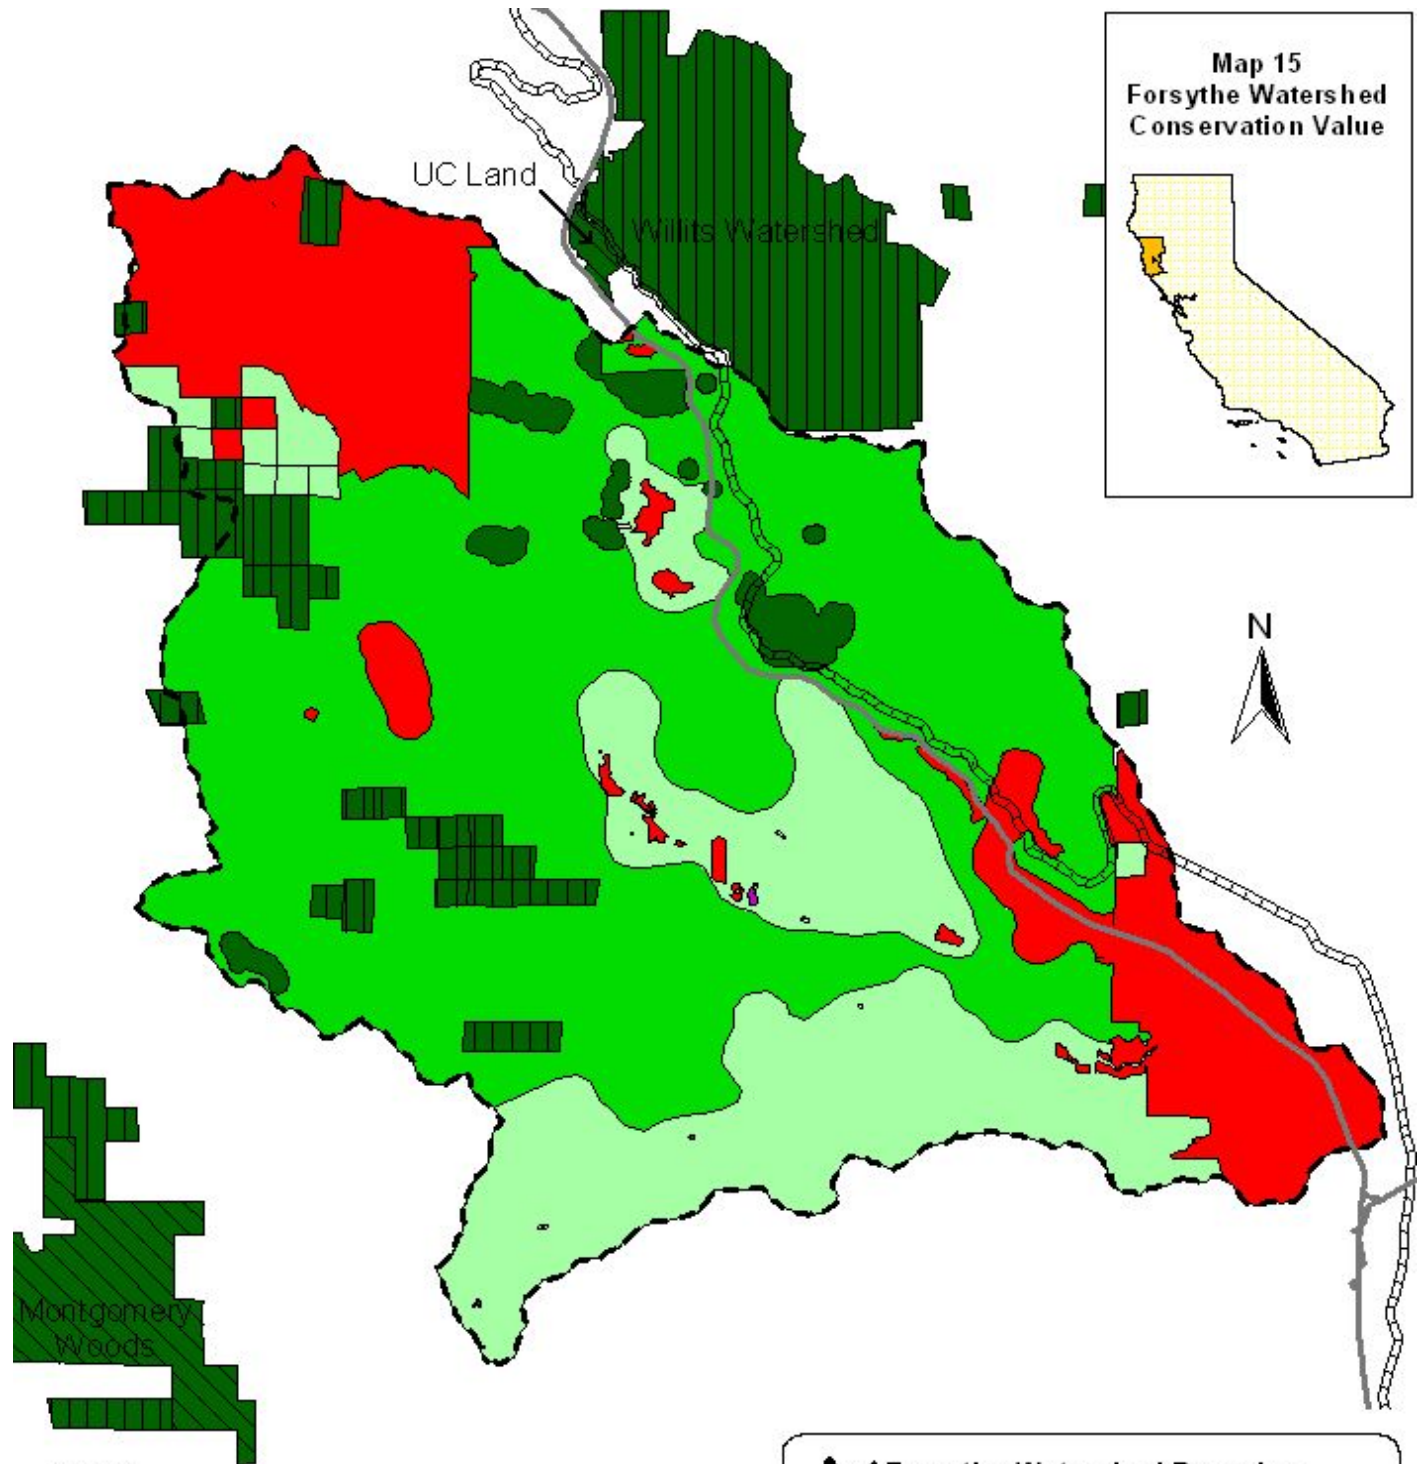 Map 15
Forsythe Watershed
Conservation Value
UC Land
Willits Watershed
N
Montgomery
Woods